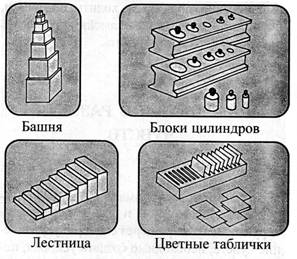 Башня
Блоки цилиндров
Лестница
Цветные таблички